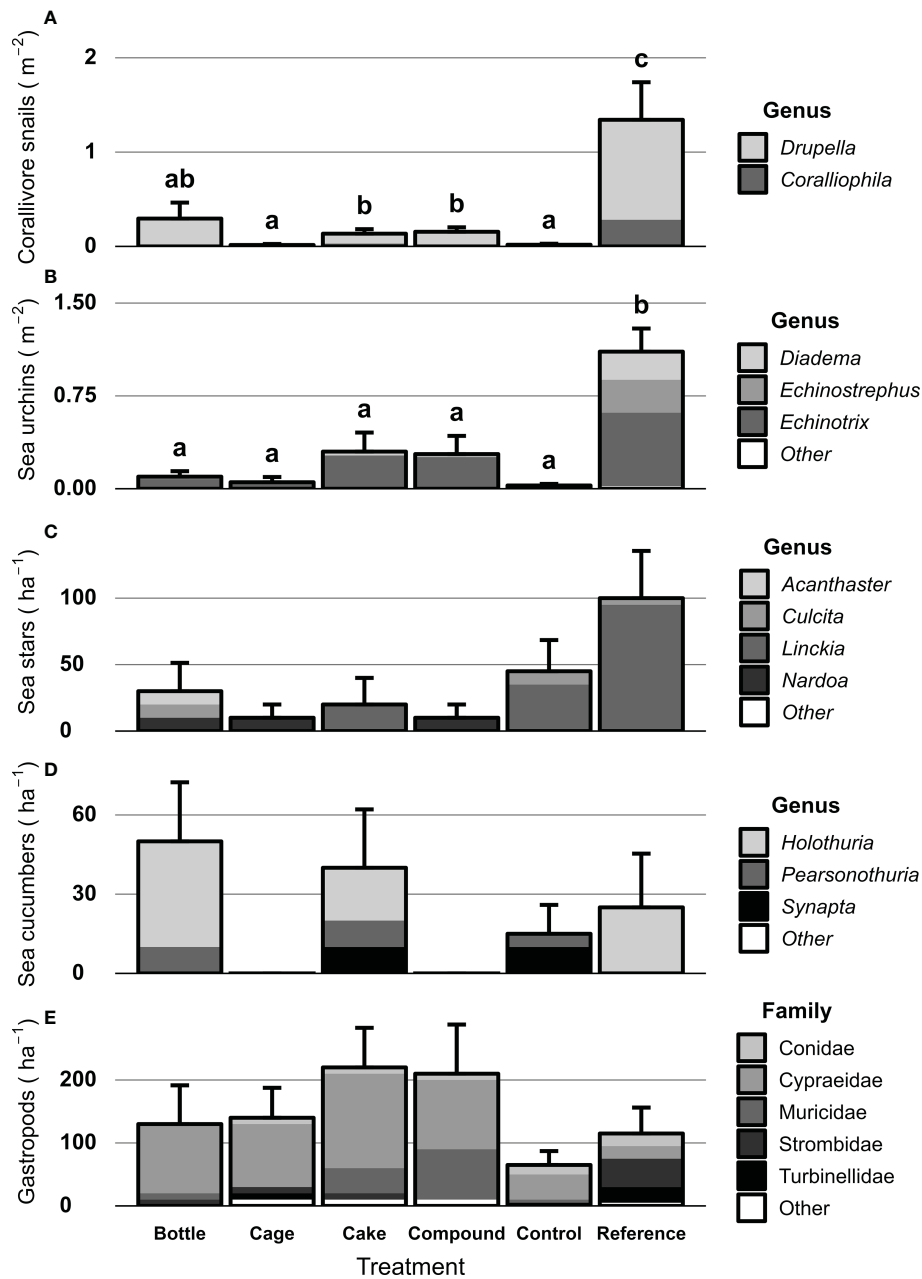 A
Corallivore snails ( m−2)
2
1
0
ab
a
b
b
a
c
Genus
Drupella
Coralliophila
B
Sea urchins ( m−2)
1.50
0.75
0.00
a
a
a
a
a
b
Genus
Diadema
Echinostrephus
Echinotrix
Other
C
Sea stars ( ha−1)
100
50
0
Genus
Acanthaster
Culcita
Linckia
Nardoa
Other
D
Sea cucumbers ( ha−1)
60
30
0
Genus
Holothuria
Pearsonothuria
Synapta
Other
E
Gastropods ( ha−1)
200
100
0
Family
Conidae
Cypraeidae
Muricidae
Strombidae
Turbinellidae
Other
Bottle Cage Cake Compound Control Reference
Treatment